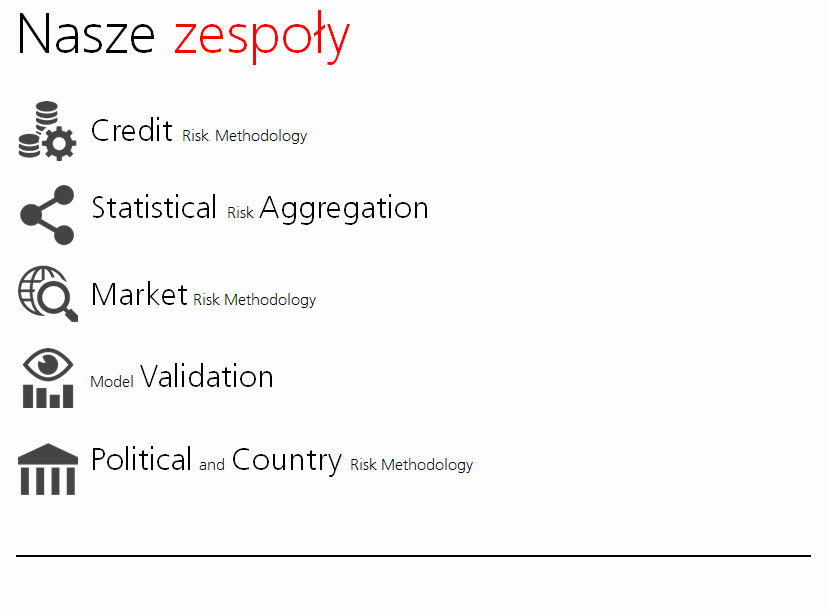 Nasze zespoły
Credit Risk Methodology
Statistical Risk Aggregation
Market Risk Methodology
Model Validation
Political and Country Risk Methodology